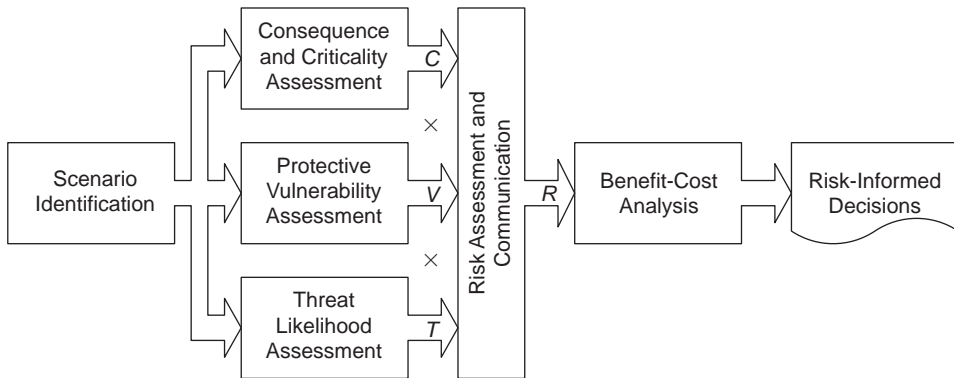 Scenario
Identification
Consequence
and Criticality
Assessment
C
×
Protective
Vulnerability
Assessment
V
×
Threat
Likelihood
Assessment
T
Risk Assessment and
Communication
R
Benefit-Cost
Analysis
Risk-Informed
Decisions